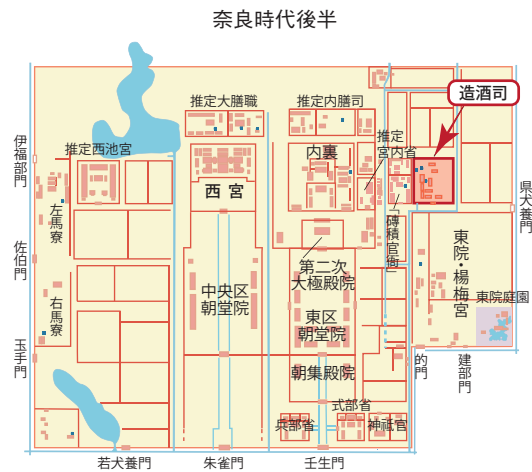 奈良時代後半
造酒司
推定大膳職
推定内膳司
推定
宮内省
伊福部門
推定西池宮
内裏
西宮
県犬養門
左馬寮
「磚積官衙」
佐伯門
東院・楊梅宮
第二次
大極殿院
中央区
朝堂院
右馬寮
東院庭園
東区
朝堂院
玉手門
的門
建部門
朝集殿院
式部省
兵部省
神祇官
若犬養門
朱雀門
壬生門